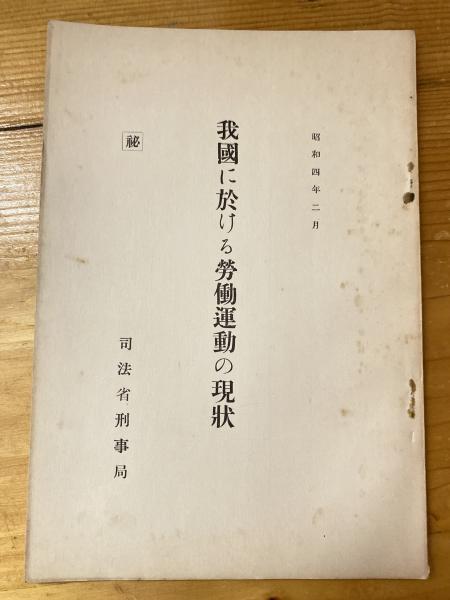 昭和四年二月
我國に於ける勞働運動の現狀
祕
司法省刑事局